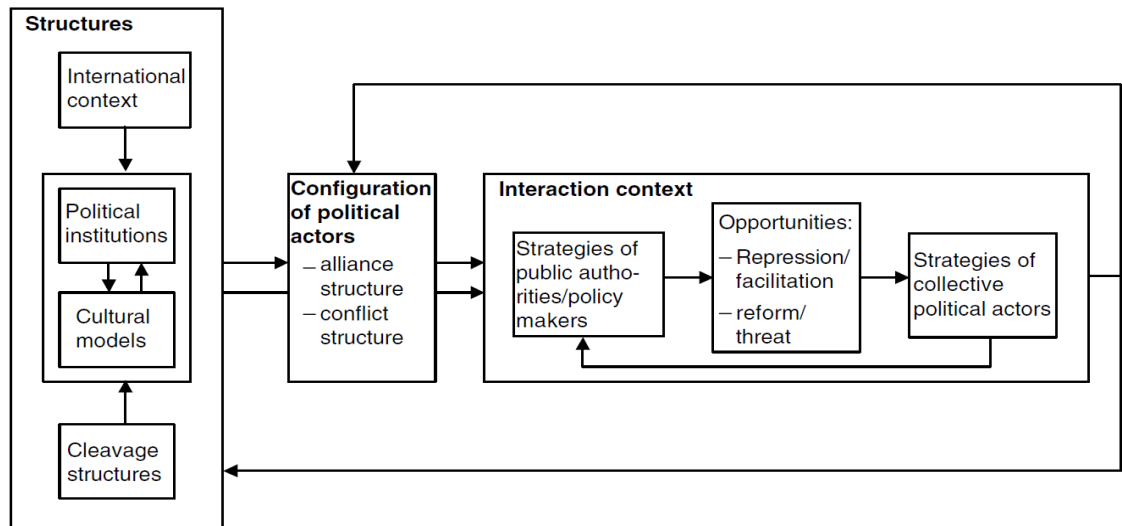 Structures
International
context
Political
institutions
Cultural
models
Cleavage
structures
Configuration
of political
actors
– alliance
structure
– conflict
structure
Interaction context
Strategies of
public autho-
rities/policy
makers
Opportunities:
– Repression/
facilitation
– reform/
threat
Strategies of
collective
political actors